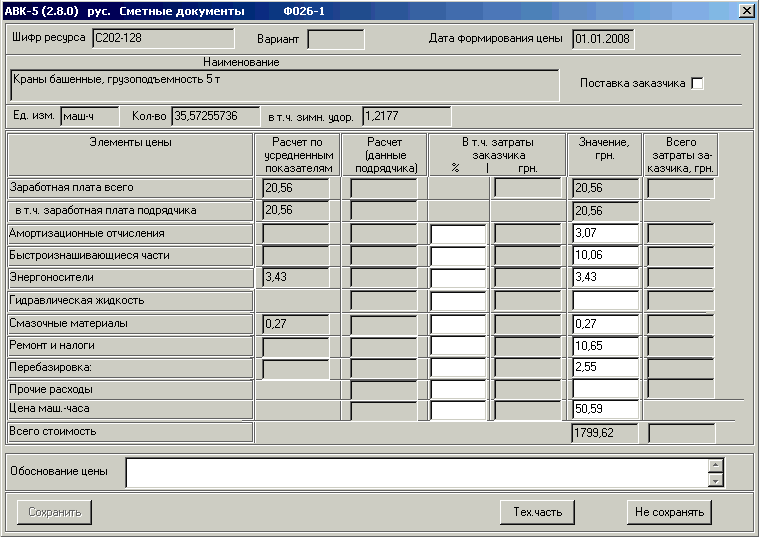 АВК-5 (2.8.0) рус. Сметные документы Ф026-1
Шифр ресурса С202-128 Вариант Дата формирования цены 01.01.2008
Наименование
Краны башенные, грузоподъемность 5 т
Поставка заказчика
Ед. изм. маш-ч Кол-во 35,57255736 в т.ч. зимн. удор. 1,2177
Элементы цены
Расчет по
усредненным
показателям
Расчет
(данные
подрядчика)
В т.ч. затраты
заказчика
% | грн.
Значение,
грн.
Всего
затраты за-
казчика, грн.
Заработная плата всего 20,56 20,56
в т.ч. заработная плата подрядчика 20,56 20,56
Амортизационные отчисления 3,07
Быстроизнашивающиеся части 10,06
Энергоносители 3,43 3,43
Гидравлическая жидкость
Смазочные материалы 0,27 0,27
Ремонт и налоги 10,65
Перебазировка: 2,55
Прочие расходы
Цена маш.-часа 50,59
Всего стоимость 1799,62
Обоснование цены
Сохранить Тех.часть Не сохранять